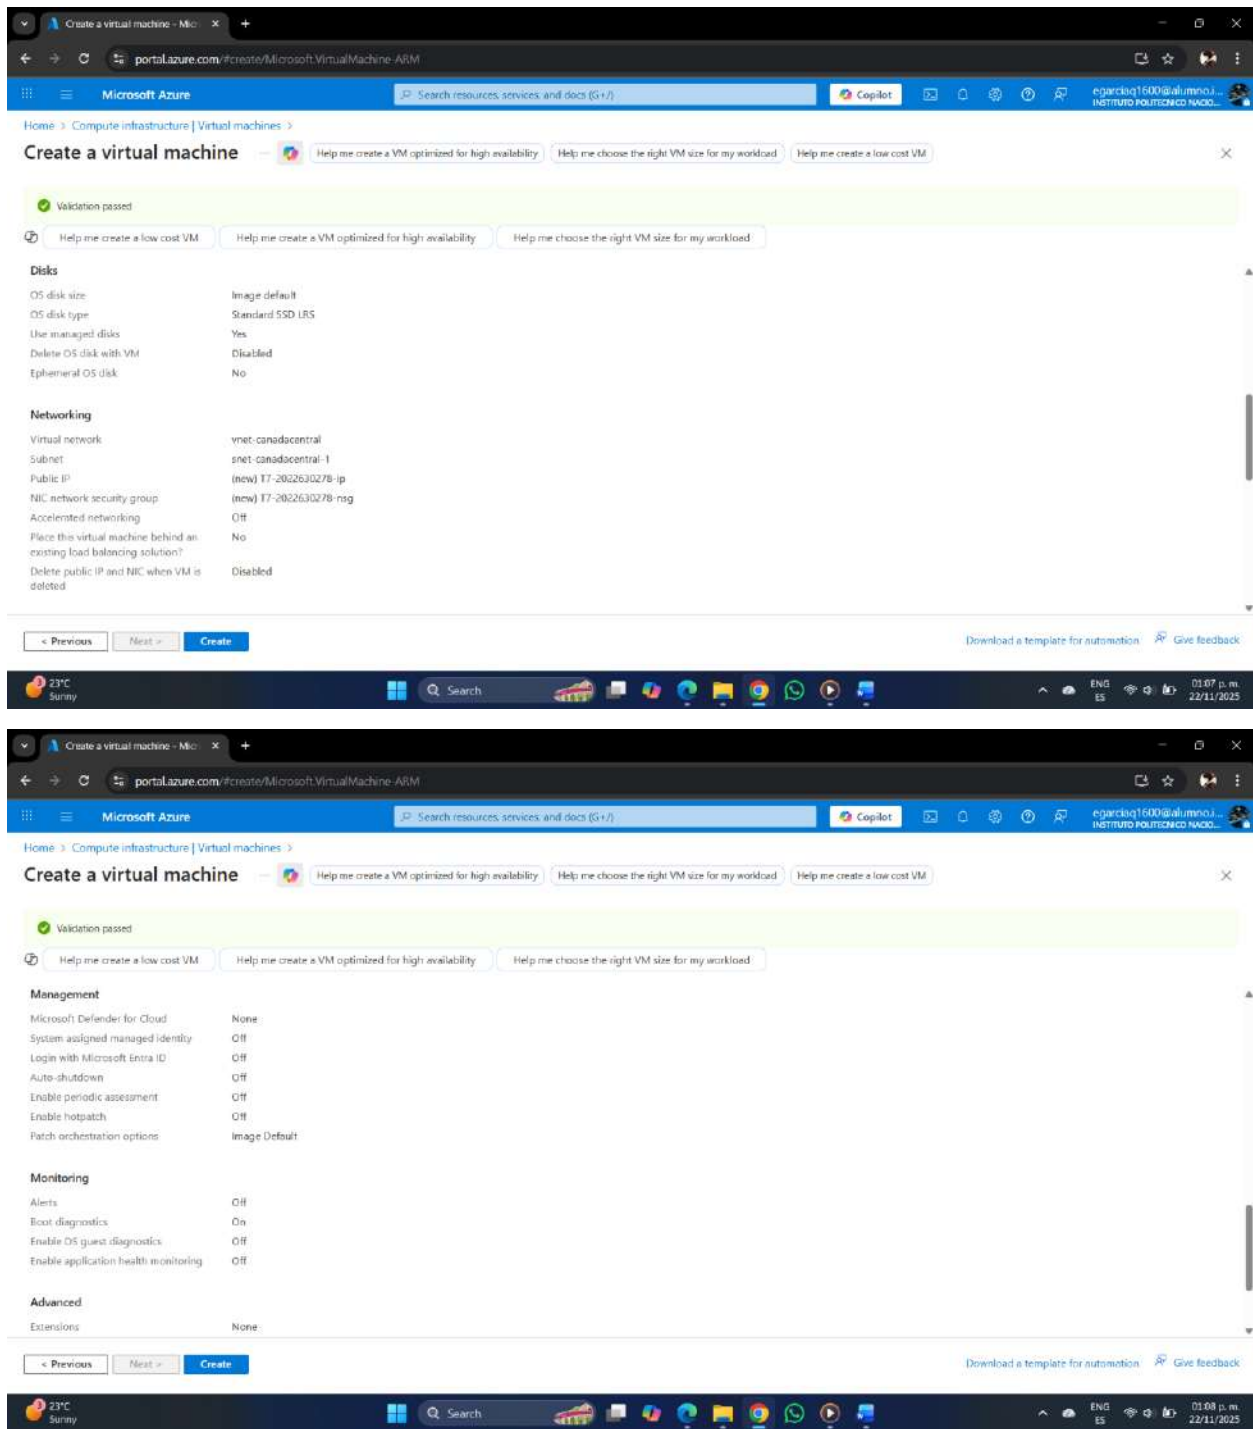 Create a virtual machine - Mic
portal.azure.com/#create/Microsoft.VirtualMachine-ARM
Microsoft Azure
Search resources, services, and docs (G+/)
Copilot
egarciaq1600@alumno.i...
INSTITUTO POLITECNICO NACIO...
Home > Compute infrastructure | Virtual machines >
Create a virtual machine
Help me create a VM optimized for high availability
Help me choose the right VM size for my workload
Help me create a low cost VM
Validation passed
Help me create a low cost VM
Help me create a VM optimized for high availability
Help me choose the right VM size for my workload
Disks
OS disk size Image default
OS disk type Standard SSD LRS
Use managed disks Yes
Delete OS disk with VM Disabled
Ephemeral OS disk No
Networking
Virtual network vnet-canadacentral
Subnet snet-canadacentral-1
Public IP (new) T7-2022630278-ip
NIC network security group (new) T7-2022630278-nsg
Accelerated networking Off
Place this virtual machine behind an No
existing load balancing solution?
Delete public IP and NIC when VM is Disabled
deleted
< Previous
Next >
Create
Download a template for automation
Give feedback
3
23°C
Sunny
Search
ENG
ES
01:07 p. m.
22/11/2025
Create a virtual machine - Mic
portal.azure.com/#create/Microsoft.VirtualMachine-ARM
Microsoft Azure
Search resources, services, and docs (G+/)
Copilot
egarciaq1600@alumno.i...
INSTITUTO POLITECNICO NACIO...
Home > Compute infrastructure | Virtual machines >
Create a virtual machine
Help me create a VM optimized for high availability
Help me choose the right VM size for my workload
Help me create a low cost VM
Validation passed
Help me create a low cost VM
Help me create a VM optimized for high availability
Help me choose the right VM size for my workload
Management
Microsoft Defender for Cloud None
System assigned managed identity Off
Login with Microsoft Entra ID Off
Auto-shutdown Off
Enable periodic assessment Off
Enable hotpatch Off
Patch orchestration options Image Default
Monitoring
Alerts Off
Boot diagnostics On
Enable OS guest diagnostics Off
Enable application health monitoring Off
Advanced
Extensions None
< Previous
Next >
Create
Download a template for automation
Give feedback
3
23°C
Sunny
Search
ENG
ES
01:08 p. m.
22/11/2025